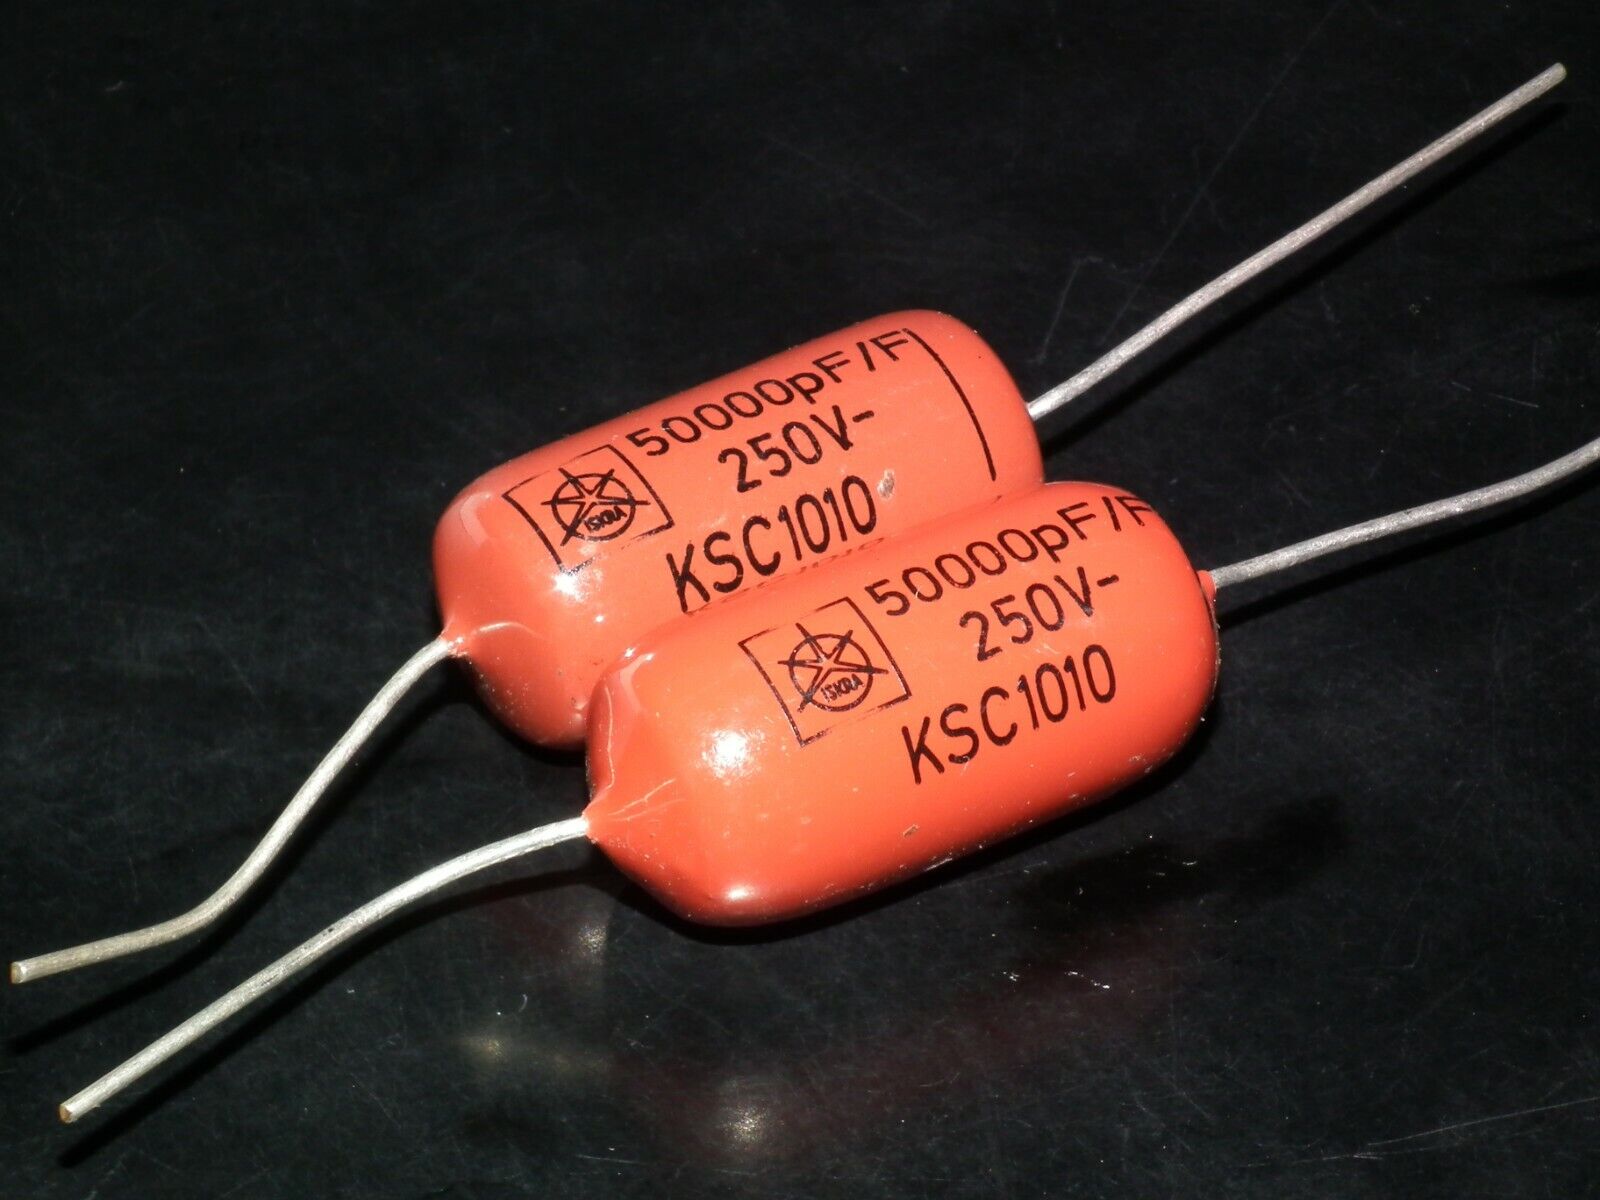 50000pF/F
250V-
KSC1010
ISKRA
50000pF/F
250V-
KSC1010
ISKRA